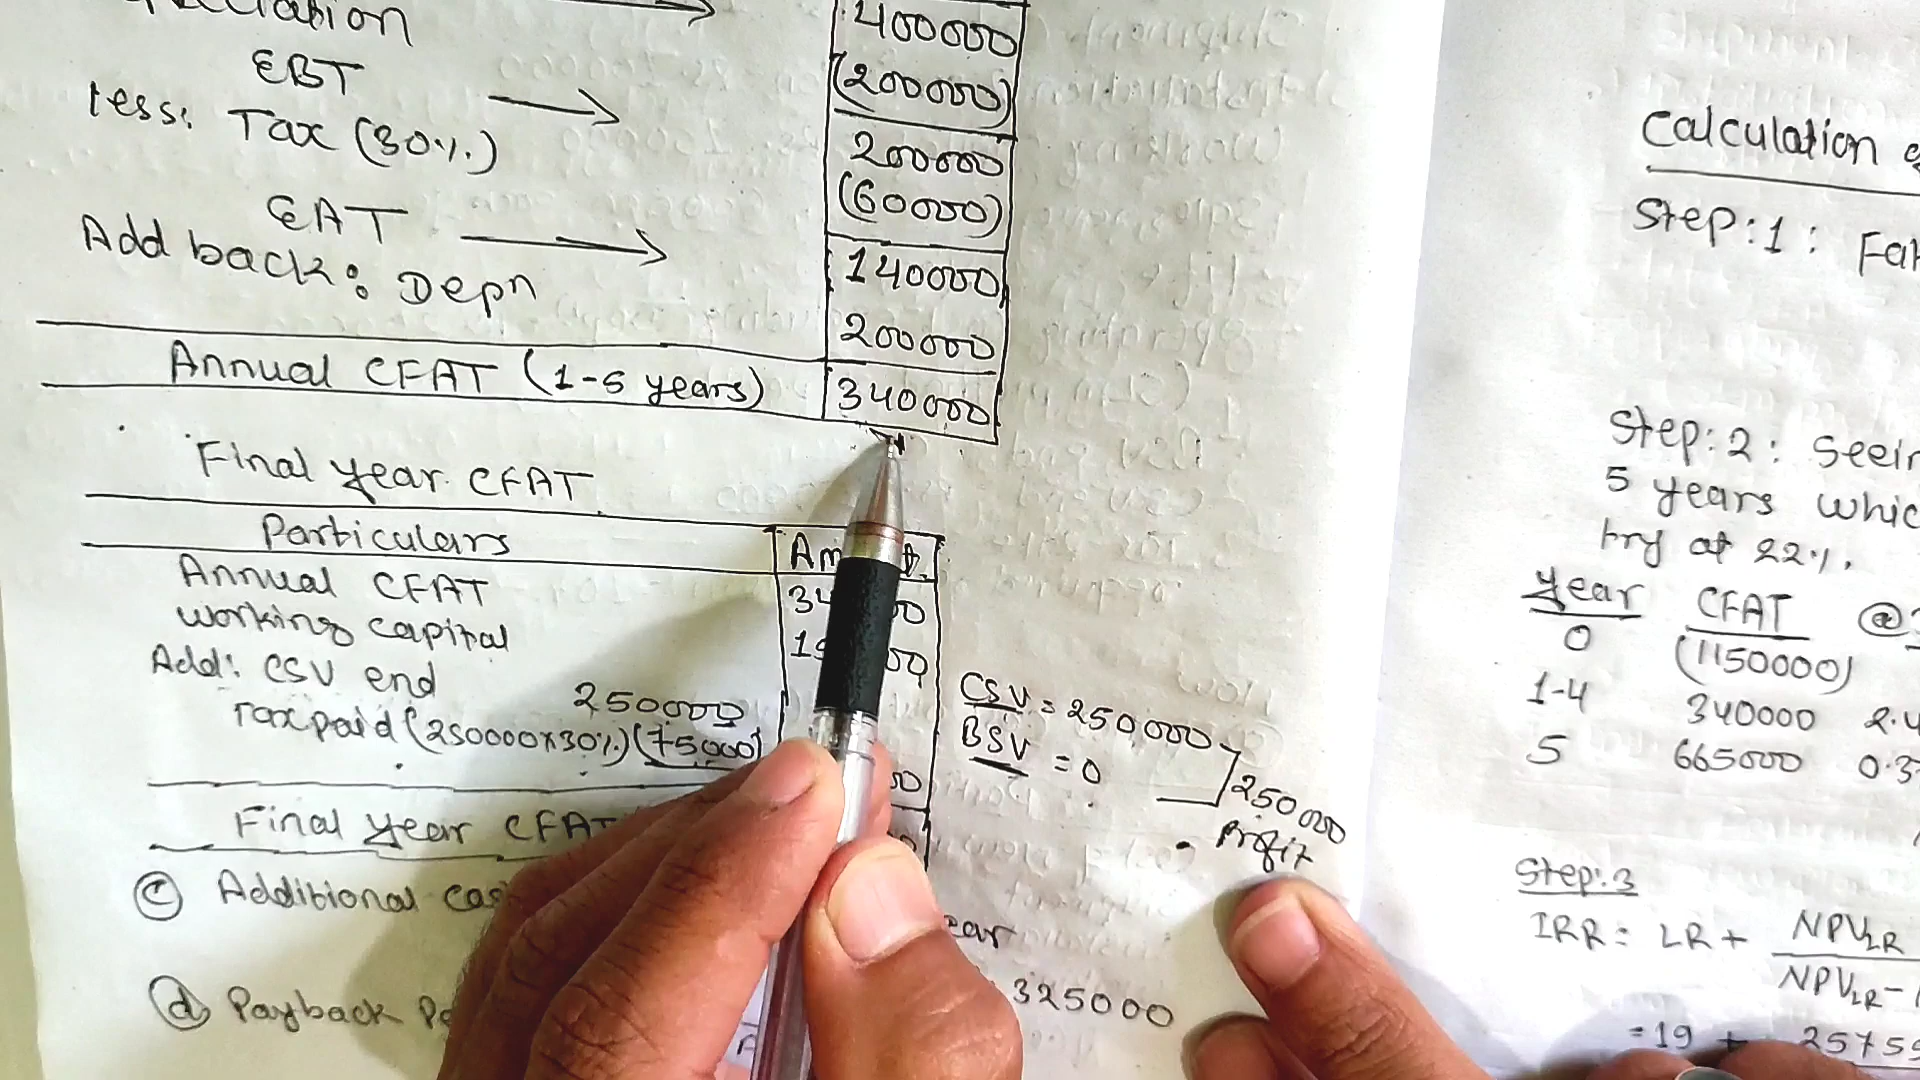 400000
EBT (200000)
less: Tax (30%) 200000
(60000)
EAT 140000
Add back: Depn 200000
Annual CFAT (1-5 years) 340000
Final year CFAT
Particulars
Annual CFAT
working capital
Add: CSV end 250000
Tax paid (250000x30%) (75000)
Final year CFAT
CSV = 250000
BSV = 0
250000
Profit
(c) Additional
(d) Payback
325000
Calculation
Step:1:
Step:2:
5 years
try at 22%.
year CFAT
0 (1150000)
1-4 340000
5 665000
Step:3
IRR = LR + NPVLR
NPVLR -
=19 +